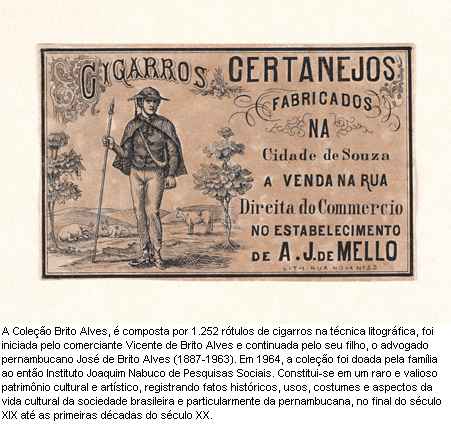 CIGARROS CERTANEJOS
FABRICADOS
NA
Cidade de Souza
A VENDA NA RUA
Direita do Commercio
NO ESTABELECIMENTO
DE A. J. DE MELLO
LITH. RUA NOVA
A Coleção Brito Alves, é composta por 1.252 rótulos de cigarros na técnica litográfica, foi
iniciada pelo comerciante Vicente de Brito Alves e continuada pelo seu filho, o advogado
pernambucano José de Brito Alves (1887-1963). Em 1964, a coleção foi doada pela família
ao então Instituto Joaquim Nabuco de Pesquisas Sociais. Constitui-se em um raro e valioso
patrimônio cultural e artístico, registrando fatos históricos, usos, costumes e aspectos da
vida cultural da sociedade brasileira e particularmente da pernambucana, no final do século
XIX até as primeiras décadas do século XX.